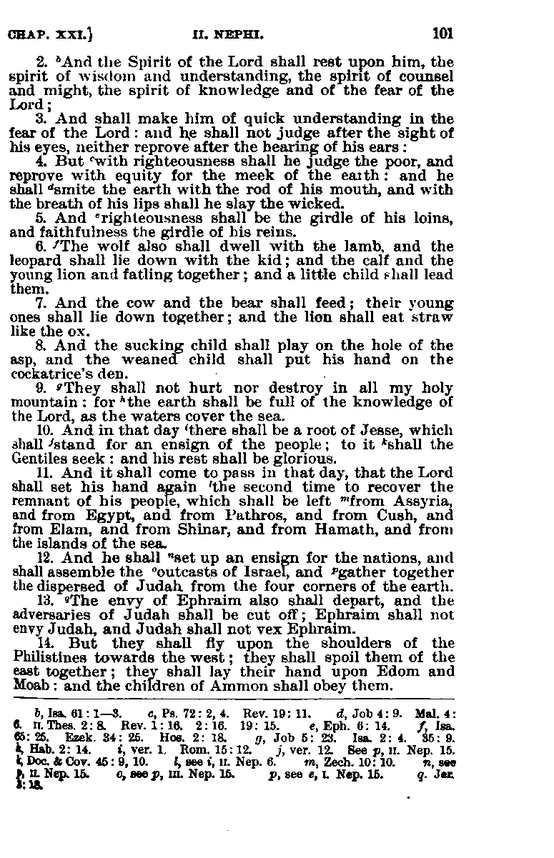 CHAP. XXI.} II. NEPHI. 101
2. ᵇAnd the Spirit of the Lord shall rest upon him, the
spirit of wisdom and understanding, the spirit of counsel
and might, the spirit of knowledge and of the fear of the
Lord;
3. And shall make him of quick understanding in the
fear of the Lord: and he shall not judge after the sight of
his eyes, neither reprove after the hearing of his ears:
4. But ᶜwith righteousness shall he judge the poor, and
reprove with equity for the meek of the earth: and he
shall ᵈsmite the earth with the rod of his mouth, and with
the breath of his lips shall he slay the wicked.
5. And ᵉrighteousness shall be the girdle of his loins,
and faithfulness the girdle of his reins.
6. ᶠThe wolf also shall dwell with the lamb, and the
leopard shall lie down with the kid; and the calf and the
young lion and fatling together; and a little child shall lead
them.
7. And the cow and the bear shall feed; their young
ones shall lie down together; and the lion shall eat straw
like the ox.
8. And the sucking child shall play on the hole of the
asp, and the weaned child shall put his hand on the
cockatrice's den.
9. ᵍThey shall not hurt nor destroy in all my holy
mountain: for ʰthe earth shall be full of the knowledge of
the Lord, as the waters cover the sea.
10. And in that day ⁱthere shall be a root of Jesse, which
shall ʲstand for an ensign of the people; to it ᵏshall the
Gentiles seek: and his rest shall be glorious.
11. And it shall come to pass in that day, that the Lord
shall set his hand again ˡthe second time to recover the
remnant of his people, which shall be left ᵐfrom Assyria,
and from Egypt, and from Pathros, and from Cush, and
from Elam, and from Shinar, and from Hamath, and from
the islands of the sea.
12. And he shall ⁿset up an ensign for the nations, and
shall assemble the ᵒoutcasts of Israel, and ᵖgather together
the dispersed of Judah from the four corners of the earth.
13. qThe envy of Ephraim also shall depart, and the
adversaries of Judah shall be cut off; Ephraim shall not
envy Judah, and Judah shall not vex Ephraim.
14. But they shall fly upon the shoulders of the
Philistines towards the west; they shall spoil them of the
east together; they shall lay their hand upon Edom and
Moab: and the children of Ammon shall obey them.
b, Isa. 61: 1—3. c, Ps. 72: 2, 4. Rev. 19: 11. d, Job 4: 9. Mal. 4:
6. II. Thes. 2: 8. Rev. 1: 16. 2: 16. 19: 15. e, Eph. 6: 14. f, Isa.
65: 25. Ezek. 34: 25. Hos. 2: 18. g, Job 5: 23. Isa. 2: 4. 35: 9.
h, Hab. 2: 14. i, ver. 1. Rom. 15: 12. j, ver. 12. See p, II. Nep. 15.
k, Doc. & Cov. 45: 9, 10. l, see i, II. Nep. 6. m, Zech. 10: 10. n, see
p, II. Nep. 15. o, see p, III. Nep. 15. p, see e, I. Nep. 15. q. Jer.
3: 18.